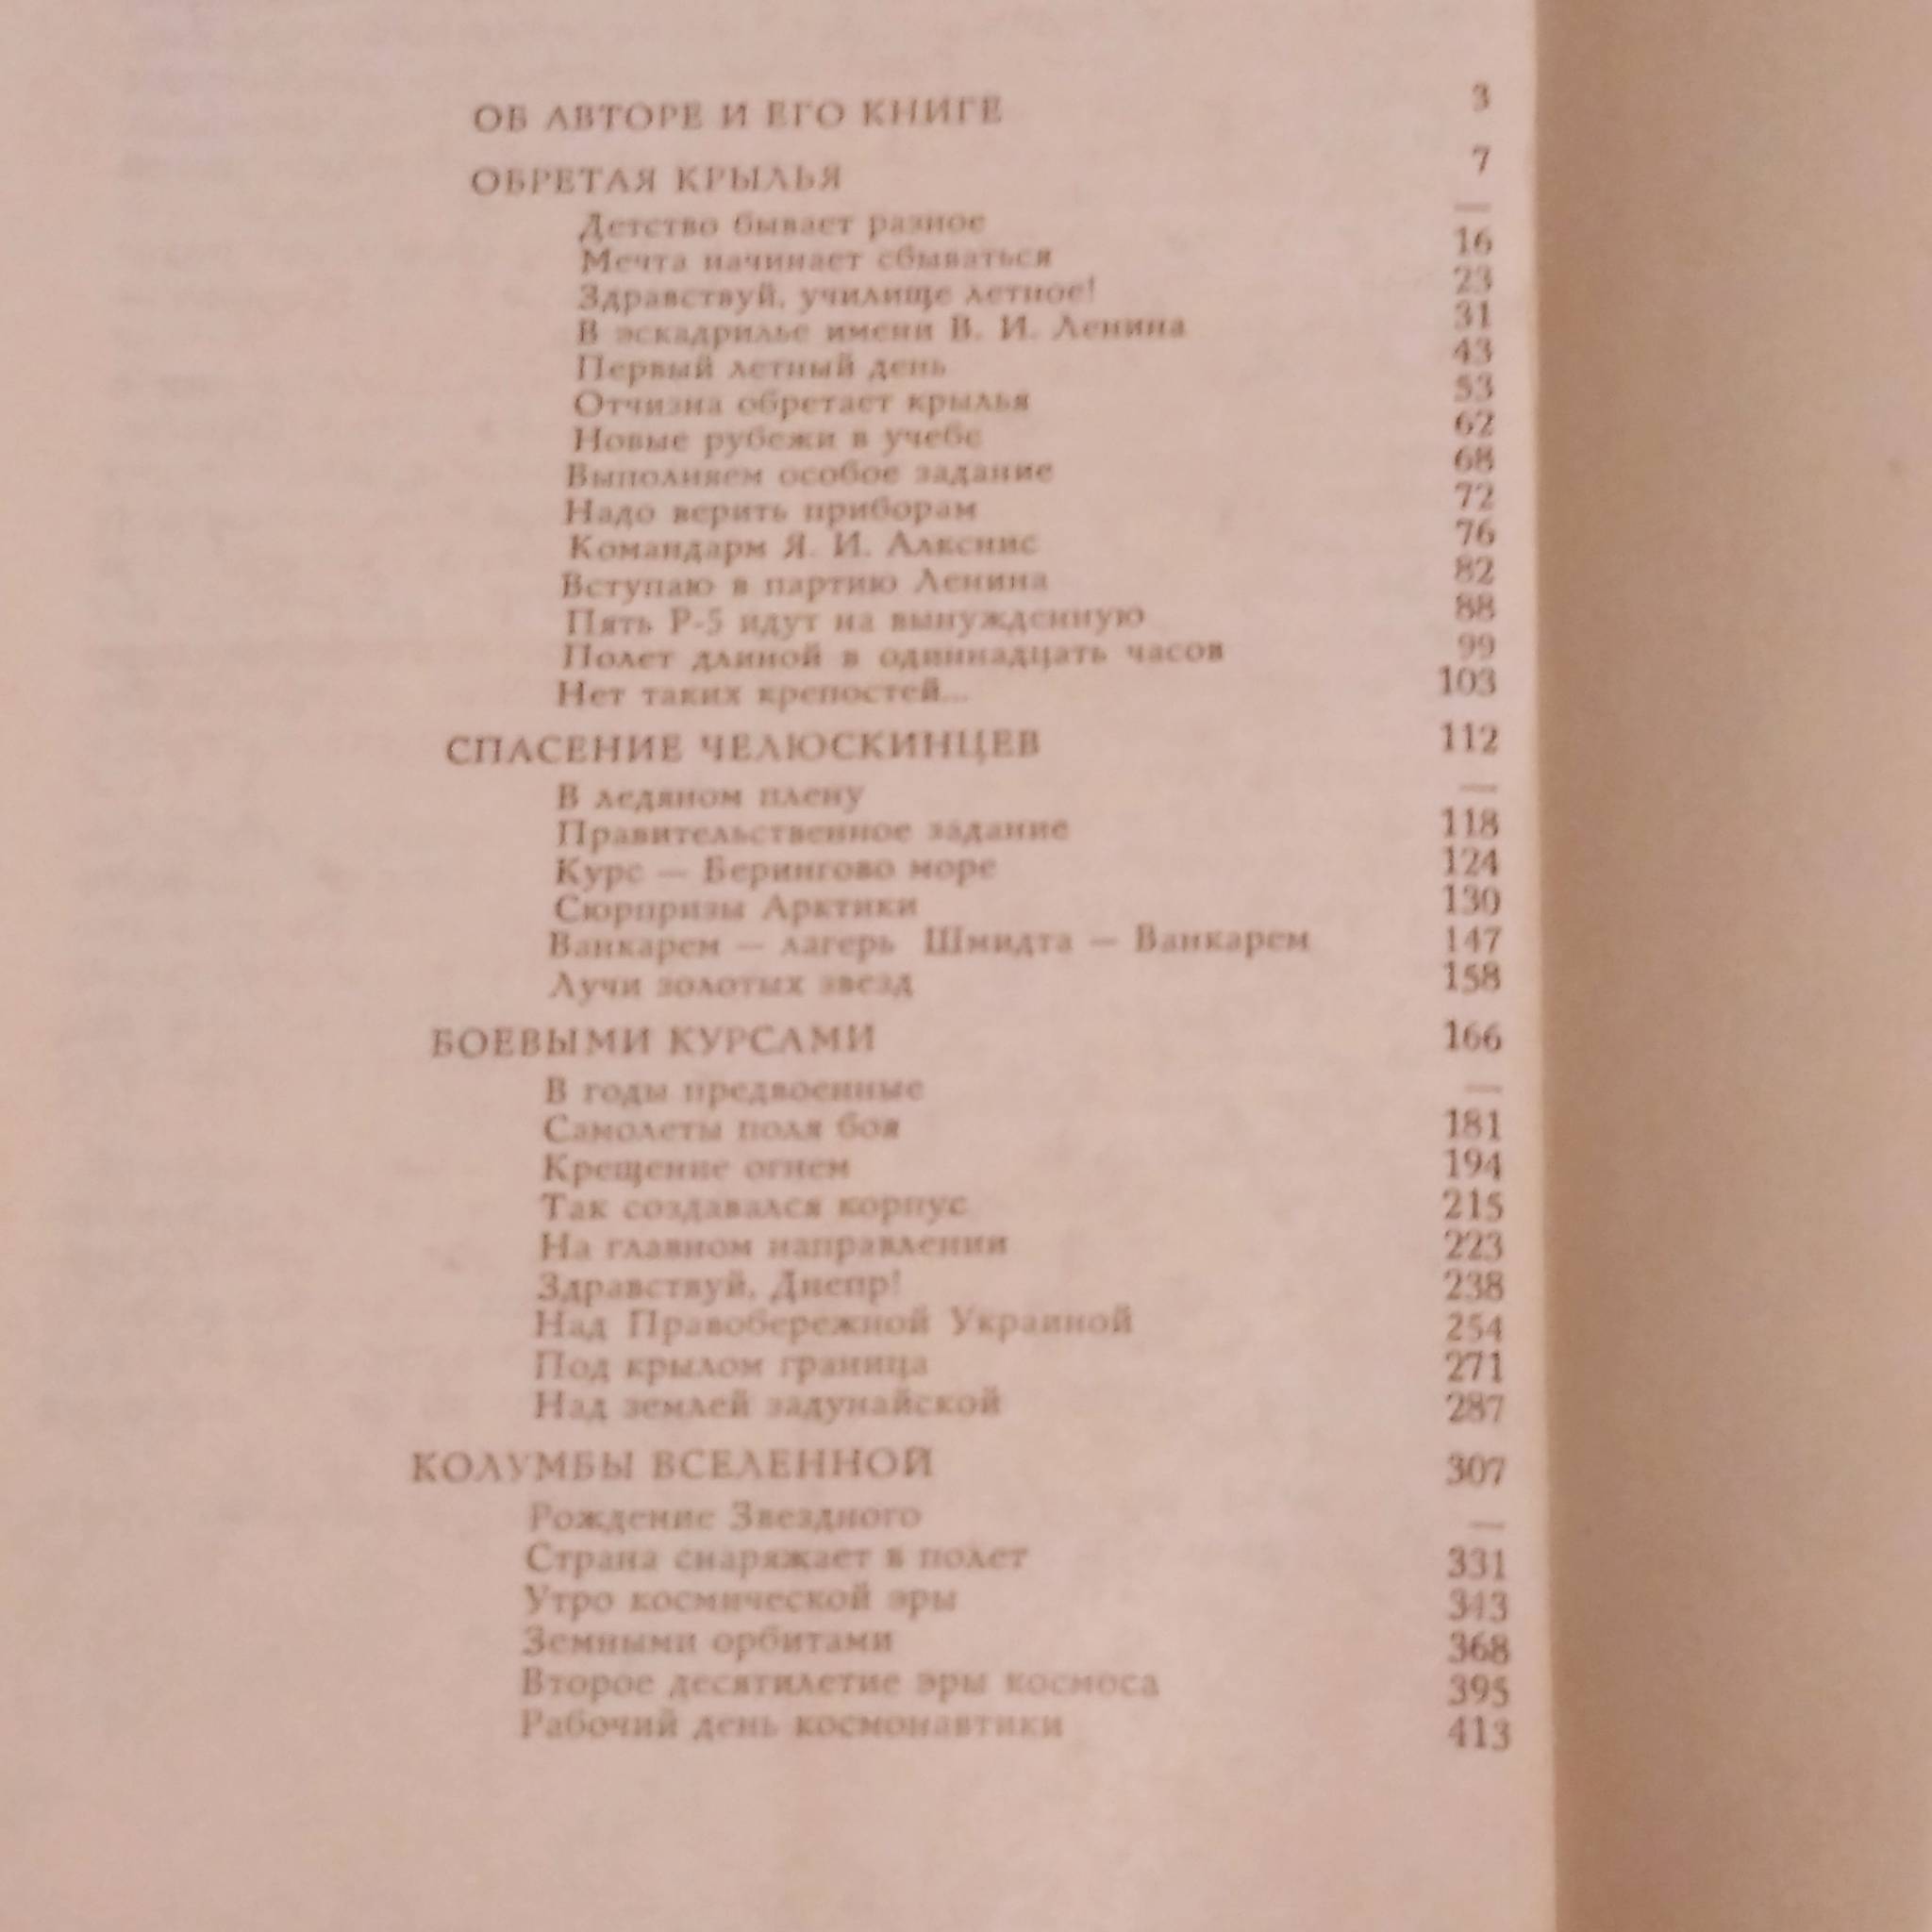 ОБ АВТОРЕ И ЕГО КНИГЕ 3
ОБРЕТАЯ КРЫЛЬЯ 7
Детство бывает разное —
Мечта начинает сбываться 16
Здравствуй, училище летное! 23
В эскадрилье имени В. И. Ленина 31
Первый летный день 43
Отчизна обретает крылья 53
Новые рубежи в учебе 62
Выполняем особое задание 68
Надо верить приборам 72
Командарм Я. И. Алкснис 76
Вступаю в партию Ленина 82
Пять Р-5 идут на вынужденную 88
Полет длиной в одиннадцать часов 99
Нет таких крепостей... 103
СПАСЕНИЕ ЧЕЛЮСКИНЦЕВ 112
В ледяном плену —
Правительственное задание 118
Курс — Берингово море 124
Сюрпризы Арктики 130
Ванкарем — лагерь Шмидта — Ванкарем 147
Лучи золотых звезд 158
БОЕВЫМИ КУРСАМИ 166
В годы предвоенные —
Самолеты поля боя 181
Крещение огнем 194
Так создавался корпус 215
На главном направлении 223
Здравствуй, Днепр! 238
Над Правобережной Украиной 254
Под крылом граница 271
Над землей задунайской 287
КОЛУМБЫ ВСЕЛЕННОЙ 307
Рождение Звездного —
Страна снаряжает в полет 331
Утро космической эры 343
Земными орбитами 368
Второе десятилетие эры космоса 395
Рабочий день космонавтики 413